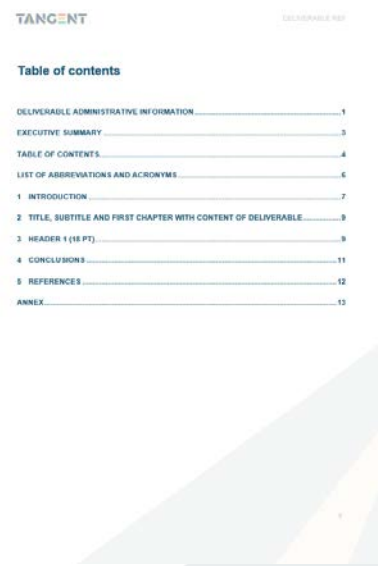 TANGENT
DELIVERABLE REF
Table of contents
DELIVERABLE ADMINISTRATIVE INFORMATION 1
EXECUTIVE SUMMARY 3
TABLE OF CONTENTS 4
LIST OF ABBREVIATIONS AND ACRONYMS 6
1 INTRODUCTION 7
2 TITLE, SUBTITLE AND FIRST CHAPTER WITH CONTENT OF DELIVERABLE 9
3 HEADER 1 (18 PT) 9
4 CONCLUSIONS 11
5 REFERENCES 12
ANNEX 13